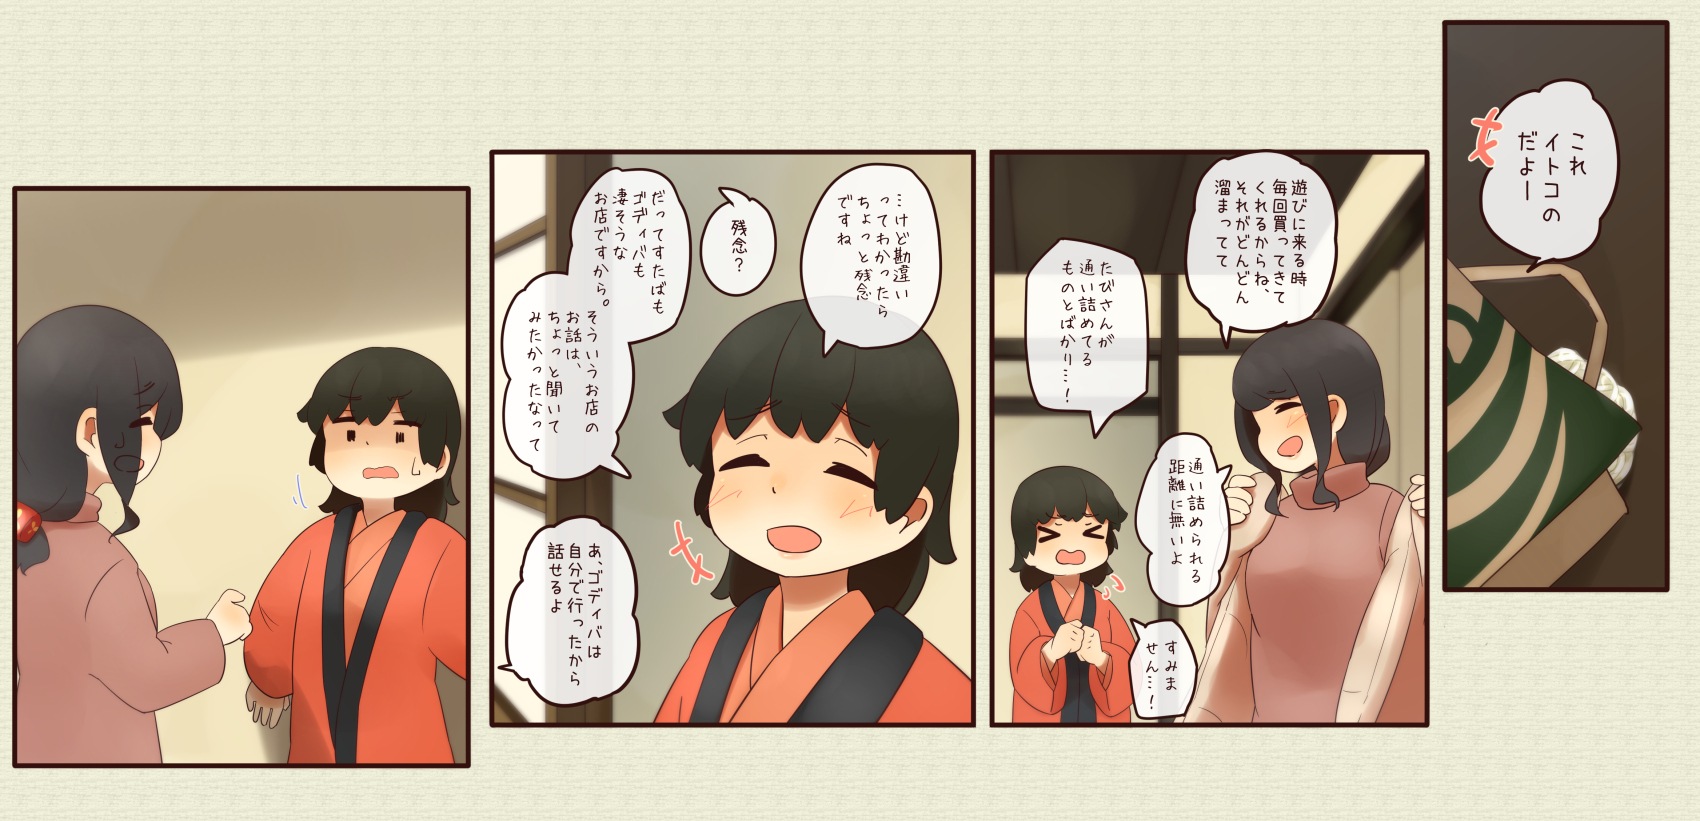 これ
イトコの
だよー
遊びに来る時
毎回買ってきて
くれるからね、
それがどんどん
溜まってて
たびさんが
通い詰めてる
ものとばかり…！
通い詰められる
距離に無いよ
すみま
せん…！
…けど勘違い
ってわかったら
ちょっと残念
ですね
残念？
だってすたばも
ゴディバも
凄そうな
お店ですから。
そういうお店の
お話は、
ちょっと聞いて
みたかったなって
あ、ゴディバは
自分で行ったから
話せるよ